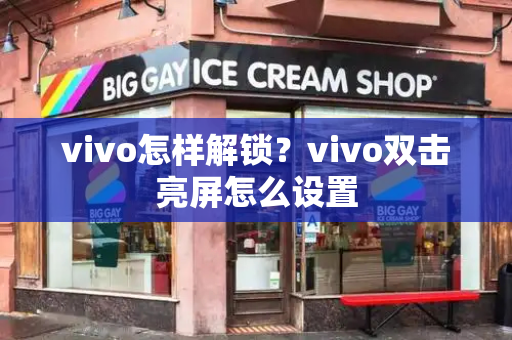 BIG GAY ICE CREAM SHOP®
vivo怎样解锁？vivo双击
亮屏怎么设置
BIG GAY
ICE CREAM SHOP
BIG GAY
ICE CREAM SHOP